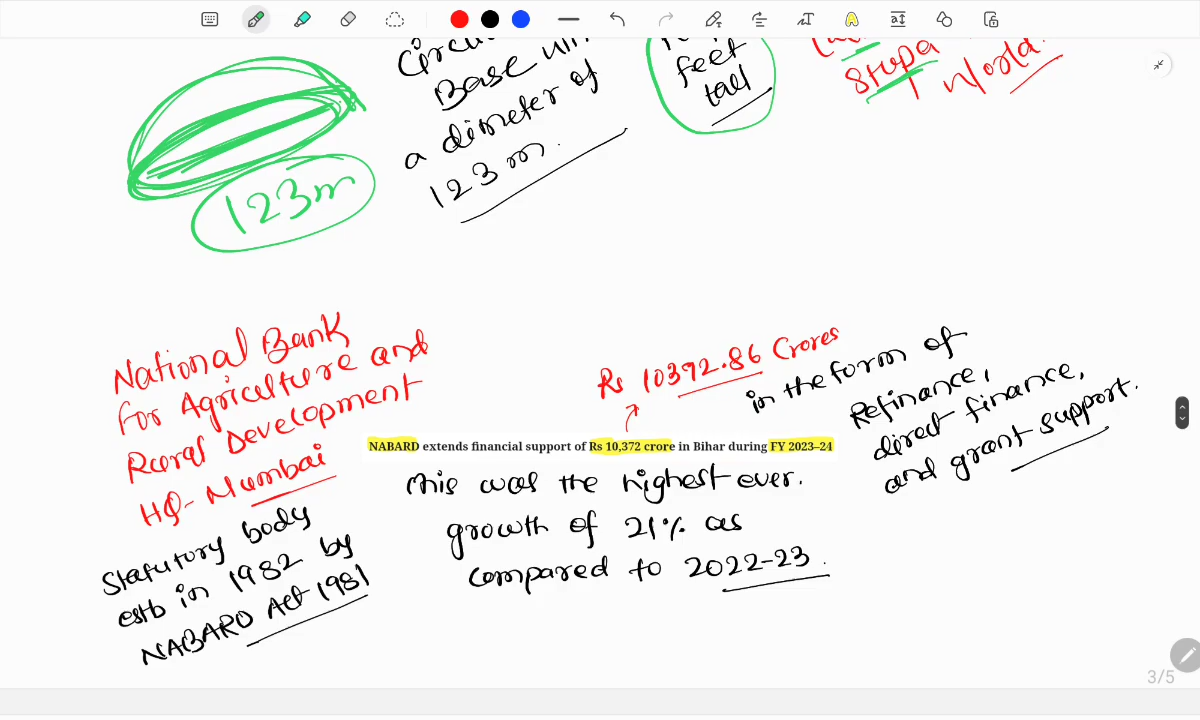 Base
a dimeter of
123 m.
123m
feet
tall
Stupa
World.
National Bank
for Agriculture and
Rural Development
HQ- Mumbai
Statutory body
estb in 1982 by
NABARD Act 1981
Rs 10392.86 Crores
in the form of
Refinance,
direct finance,
and grant support.
NABARD extends financial support of Rs 10,372 crore in Bihar during FY 2023–24
this was the highest ever.
growth of 21% as
compared to 2022-23.
3/5